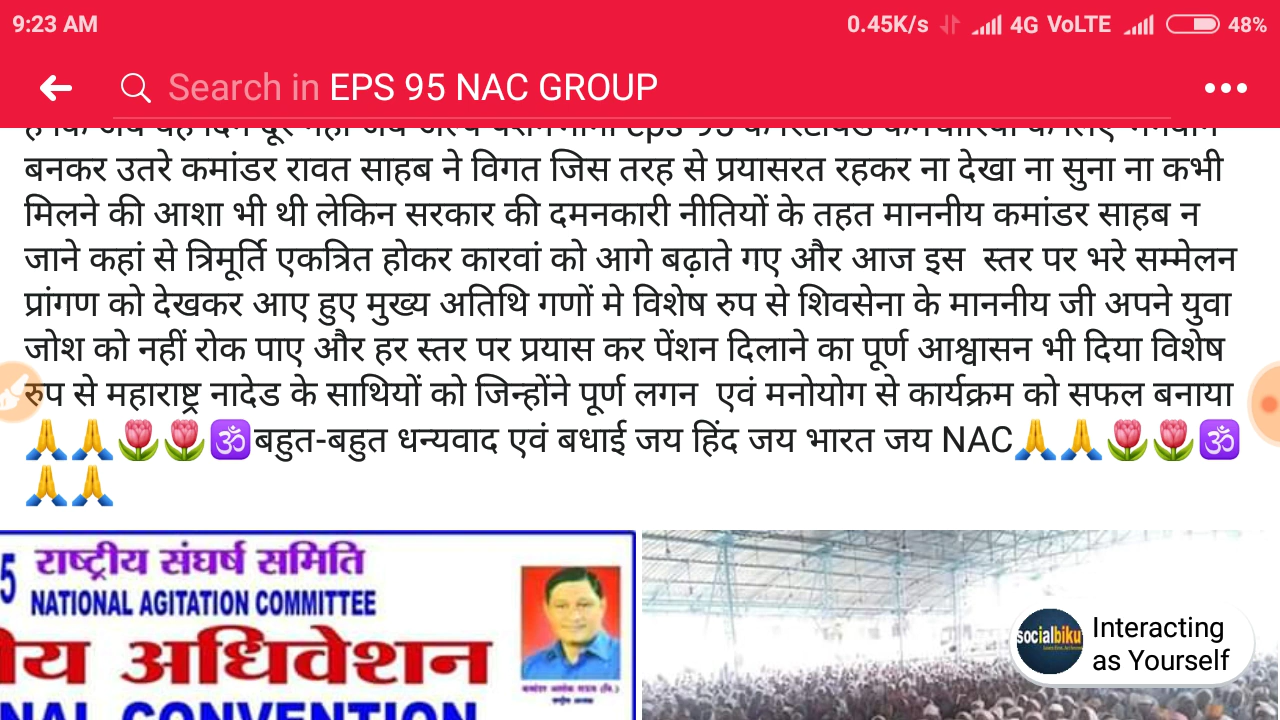 9:23 AM 0.45K/s 4G VoLTE 48%
Search in EPS 95 NAC GROUP
बनकर उतरे कमांडर रावत साहब ने विगत जिस तरह से प्रयासरत रहकर ना देखा ना सुना ना कभी
मिलने की आशा भी थी लेकिन सरकार की दमनकारी नीतियों के तहत माननीय कमांडर साहब न
जाने कहां से त्रिमूर्ति एकत्रित होकर कारवां को आगे बढ़ाते गए और आज इस स्तर पर भरे सम्मेलन
प्रांगण को देखकर आए हुए मुख्य अतिथि गणों मे विशेष रुप से शिवसेना के माननीय जी अपने युवा
जोश को नहीं रोक पाए और हर स्तर पर प्रयास कर पेंशन दिलाने का पूर्ण आश्वासन भी दिया विशेष
रुप से महाराष्ट्र नादेड के साथियों को जिन्होंने पूर्ण लगन एवं मनोयोग से कार्यक्रम को सफल बनाया
🙏🙏🌷🌷🕉बहुत-बहुत धन्यवाद एवं बधाई जय हिंद जय भारत जय NAC🙏🙏🌷🌷🕉
🙏🙏
5 राष्ट्रीय संघर्ष समिति
NATIONAL AGITATION COMMITTEE
ीय अधिवेशन
NAL CONVENTION
socialbiku
Interacting
as Yourself